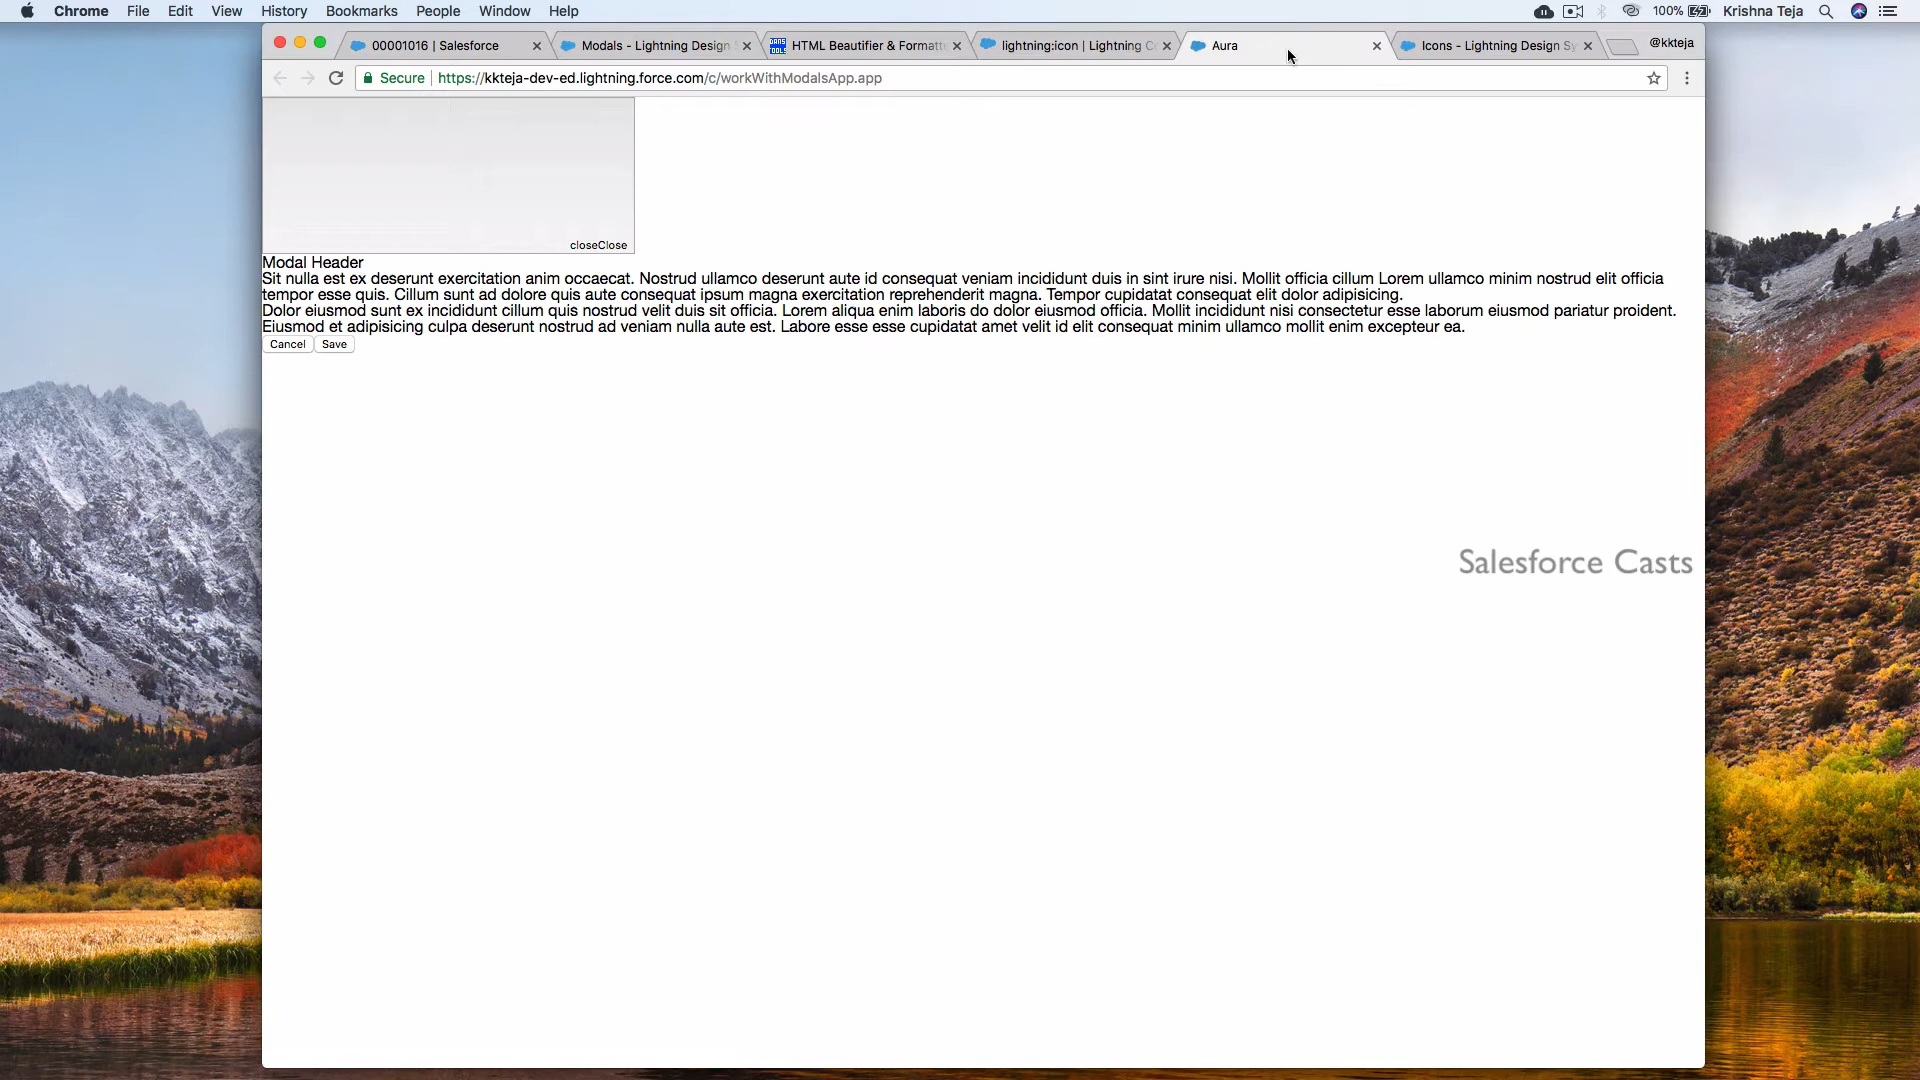 Chrome File Edit View History Bookmarks People Window Help 100% Krishna Teja
00001016 | Salesforce Modals - Lightning Design HTML Beautifier & Formatt lightning:icon | Lightning C Aura Icons - Lightning Design Sy @kkteja
Secure https://kkteja-dev-ed.lightning.force.com/c/workWithModalsApp.app
closeClose
Modal Header
Sit nulla est ex deserunt exercitation anim occaecat. Nostrud ullamco deserunt aute id consequat veniam incididunt duis in sint irure nisi. Mollit officia cillum Lorem ullamco minim nostrud elit officia
tempor esse quis. Cillum sunt ad dolore quis aute consequat ipsum magna exercitation reprehenderit magna. Tempor cupidatat consequat elit dolor adipisicing.
Dolor eiusmod sunt ex incididunt cillum quis nostrud velit duis sit officia. Lorem aliqua enim laboris do dolor eiusmod officia. Mollit incididunt nisi consectetur esse laborum eiusmod pariatur proident.
Eiusmod et adipisicing culpa deserunt nostrud ad veniam nulla aute est. Labore esse esse cupidatat amet velit id elit consequat minim ullamco mollit enim excepteur ea.
Cancel Save
Salesforce Casts